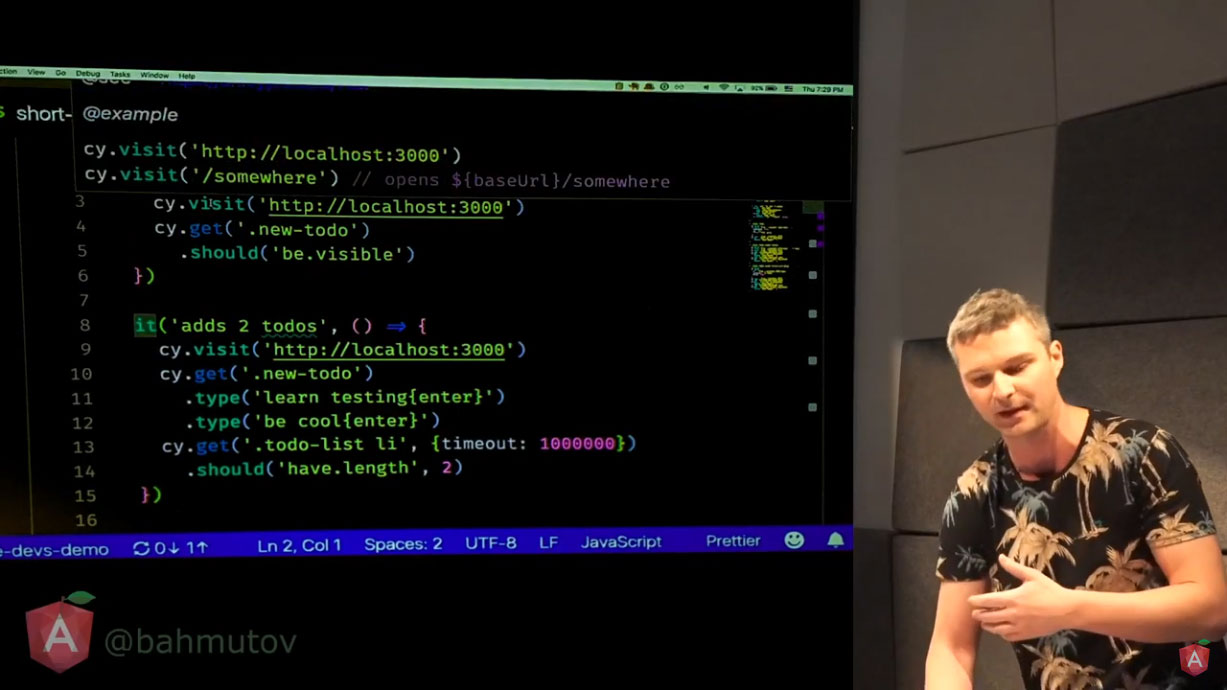 View Go Debug Tasks Window Help
Thu 7:29 PM
short-
@example
cy.visit('http://localhost:3000')
cy.visit('/somewhere') // opens ${baseUrl}/somewhere
3 cy.visit('http://localhost:3000')
4 cy.get('.new-todo')
5 .should('be.visible')
6 })
7
8 it('adds 2 todos', () => {
9 cy.visit('http://localhost:3000')
10 cy.get('.new-todo')
11 .type('learn testing{enter}')
12 .type('be cool{enter}')
13 cy.get('.todo-list li', {timeout: 1000000})
14 .should('have.length', 2)
15 })
16
e-devs-demo 0↓ 1↑ Ln 2, Col 1 Spaces: 2 UTF-8 LF JavaScript Prettier
A @bahmutov
A